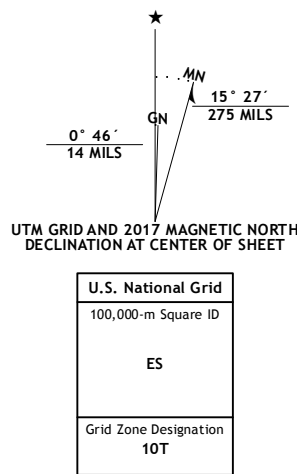 ★
MN
GN
15° 27´
275 MILS
0° 46´
14 MILS
UTM GRID AND 2017 MAGNETIC NORTH
DECLINATION AT CENTER OF SHEET
U.S. National Grid
100,000-m Square ID
ES
Grid Zone Designation
10T